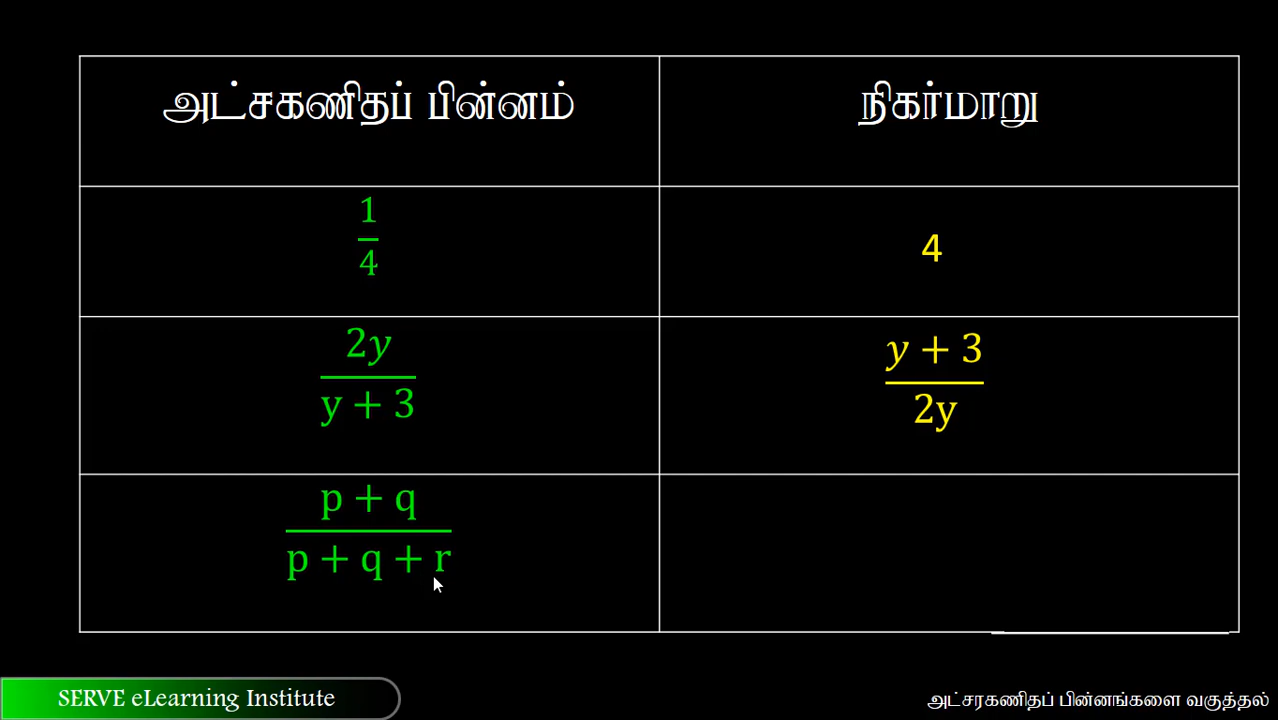 அட்சகணிதப் பின்னம்
நிகர்மாறு
1
4
4
2y
y + 3
y + 3
2y
p + q
p + q + r
SERVE eLearning Institute
அட்சரகணிதப் பின்னங்களை வகுத்தல்